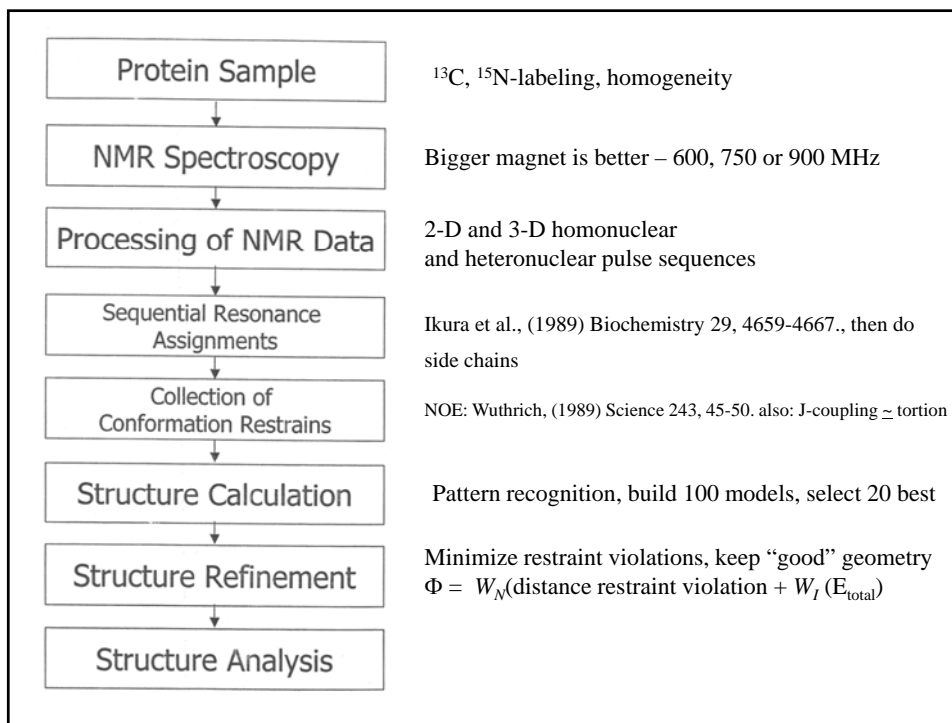 Protein Sample
¹³C, ¹⁵N-labeling, homogeneity
NMR Spectroscopy
Bigger magnet is better – 600, 750 or 900 MHz
Processing of NMR Data
2-D and 3-D homonuclear
and heteronuclear pulse sequences
Sequential Resonance
Assignments
Ikura et al., (1989) Biochemistry 29, 4659-4667., then do
side chains
Collection of
Conformation Restrains
NOE: Wuthrich, (1989) Science 243, 45-50. also: J-coupling ~ tortion
Structure Calculation
Pattern recognition, build 100 models, select 20 best
Structure Refinement
Minimize restraint violations, keep “good” geometry
Φ = W_N(distance restraint violation + W_I (E_total)
Structure Analysis